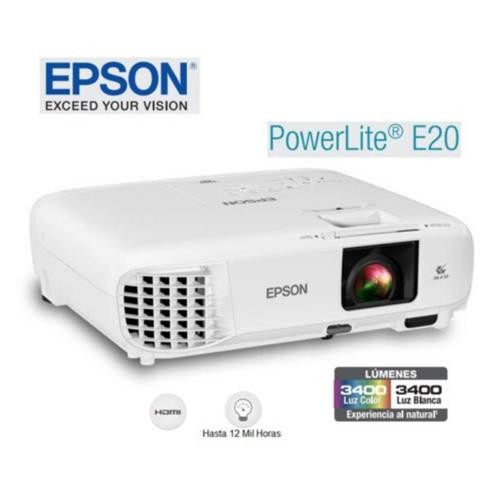 EPSON®
EXCEED YOUR VISION
PowerLite® E20
EPSON
EPSON
HDMI
Hasta 12 Mil Horas
LÚMENES
3400 3400
Luz Color Luz Blanca
Experiencia al natural¹